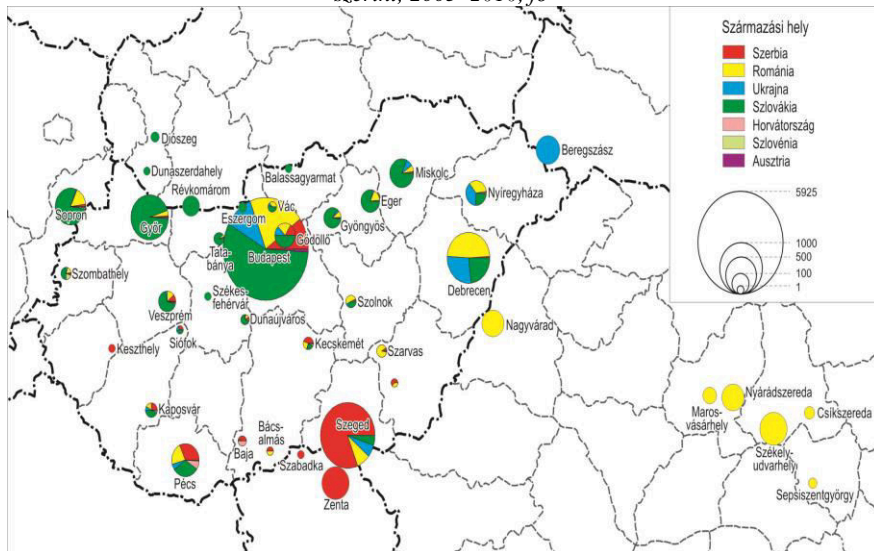 Származási hely
Szerbia
Románia
Ukrajna
Szlovákia
Horvátország
Szlovénia
Ausztria
5925
1000
500
100
1
Diószeg
Dunaszerdahely
Révkomárom
Balassagyarmat
Miskolc
Beregszász
Nyíregyháza
Sopron
Győr
Eszergom
Vác
Eger
Gyöngyös
Gödöllő
Tata-
bánya
Budapest
Debrecen
Szombathely
Székes-
fehérvár
Szolnok
Veszprém
Siófok
Dunaújváros
Nagyvárad
Keszthely
Kecskemét
Szarvas
Kaposvár
Szeged
Bács-
almás
Baja
Szabadka
Pécs
Zenta
Maros-
vásárhely
Nyárádszereda
Csíkszereda
Székely-
udvarhely
Sepsiszentgyörgy